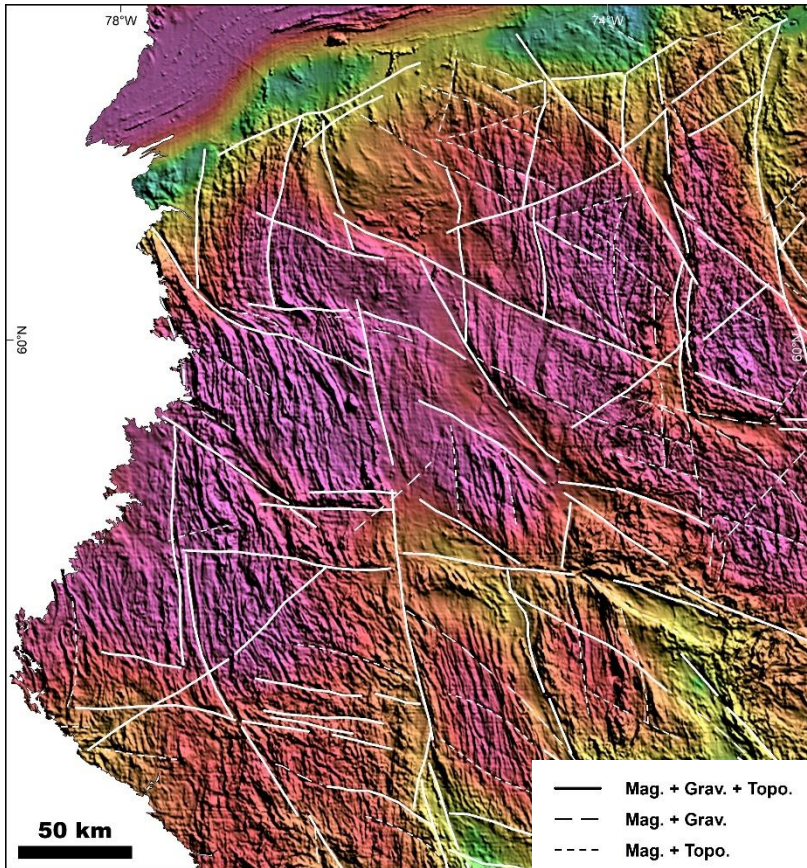 78°W
74°W
60°N
60°N
Mag. + Grav. + Topo.
Mag. + Grav.
Mag. + Topo.
50 km